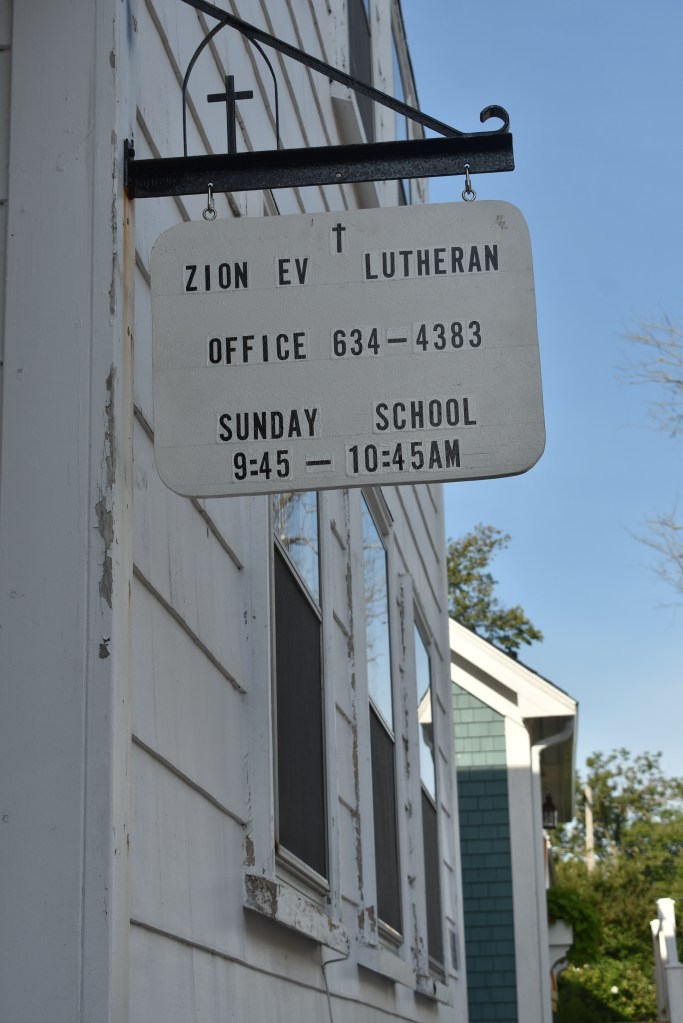 ZION EV LUTHERAN
OFFICE 634-4383
SUNDAY SCHOOL
9:45 - 10:45AM